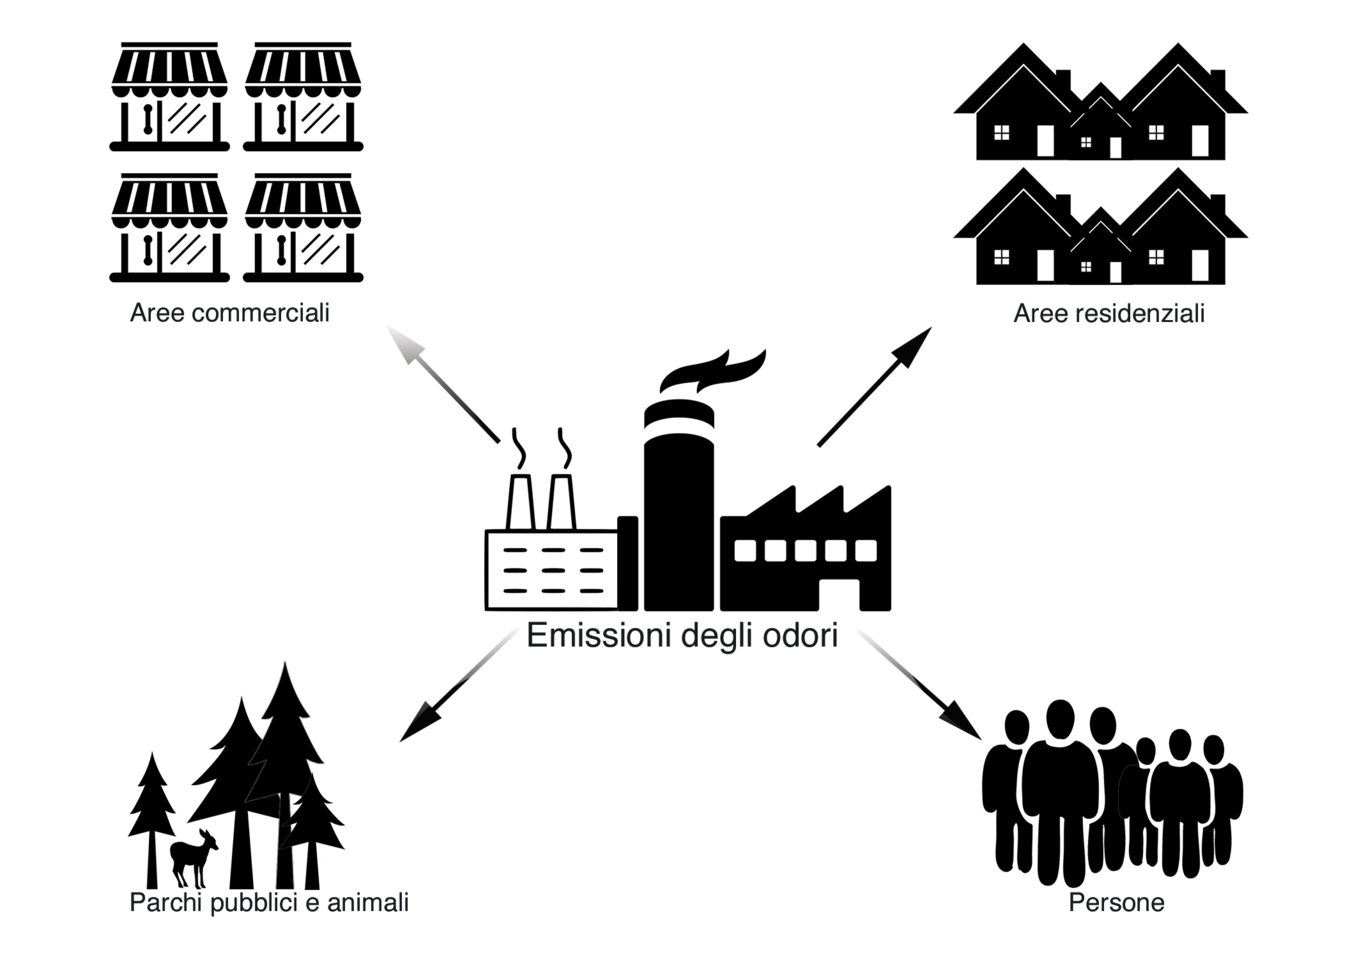 Aree commerciali
Aree residenziali
Emissioni degli odori
Parchi pubblici e animali
Persone